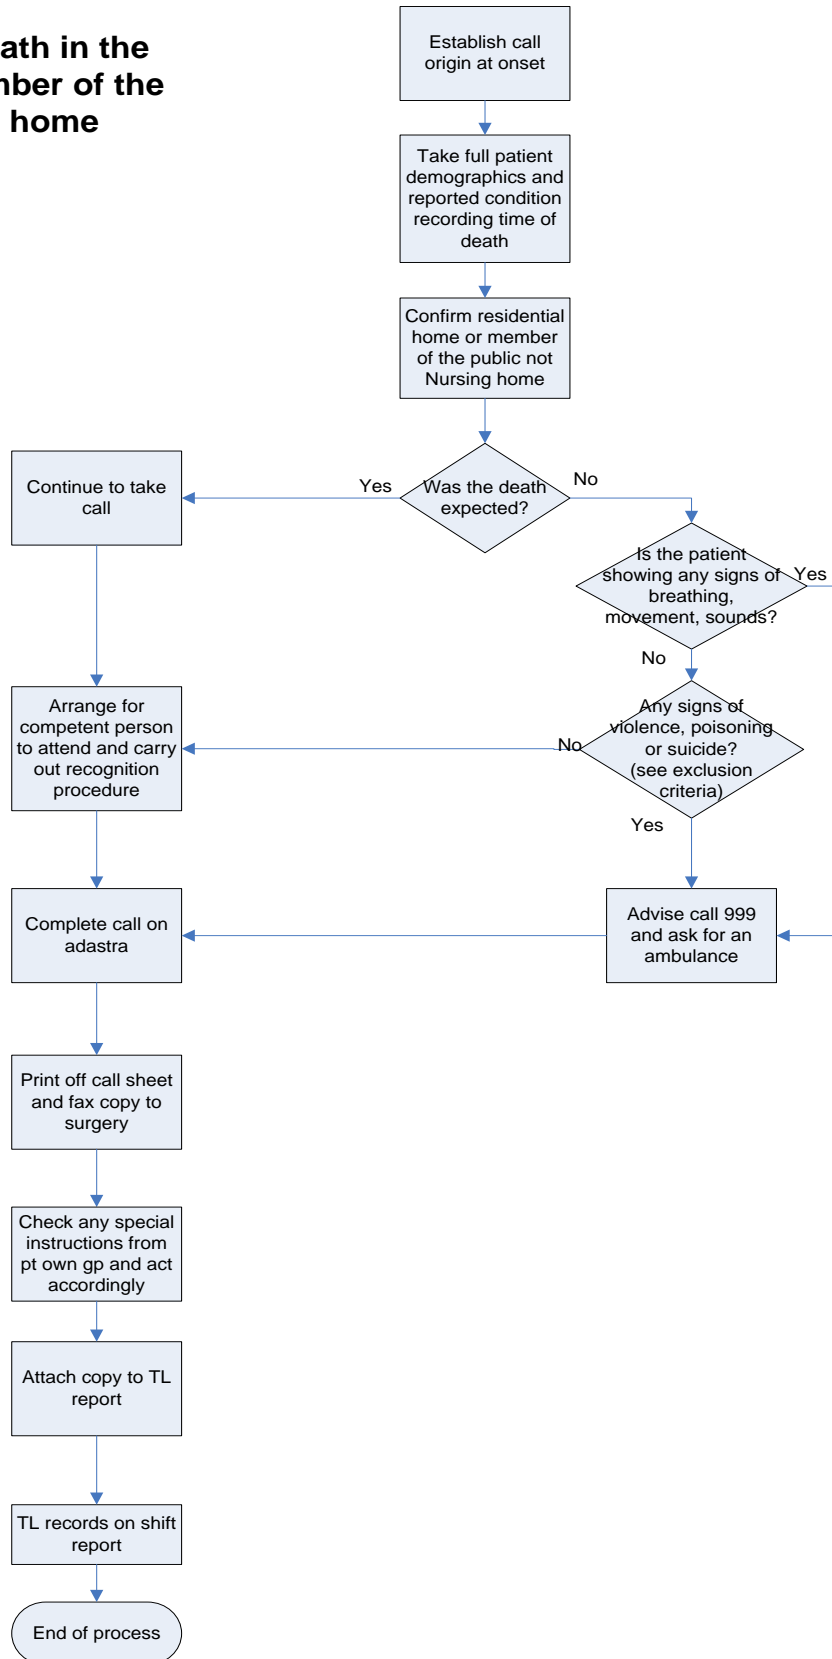 ath in the
nber of the
home
Establish call
origin at onset
Take full patient
demographics and
reported condition
recording time of
death
Confirm residential
home or member
of the public not
Nursing home
Was the death
expected?
Yes
No
Continue to take
call
Is the patient
showing any signs of
breathing,
movement, sounds?
Yes
No
Any signs of
violence, poisoning
or suicide?
(see exclusion
criteria)
No
Yes
Arrange for
competent person
to attend and carry
out recognition
procedure
Advise call 999
and ask for an
ambulance
Complete call on
adastra
Print off call sheet
and fax copy to
surgery
Check any special
instructions from
pt own gp and act
accordingly
Attach copy to TL
report
TL records on shift
report
End of process